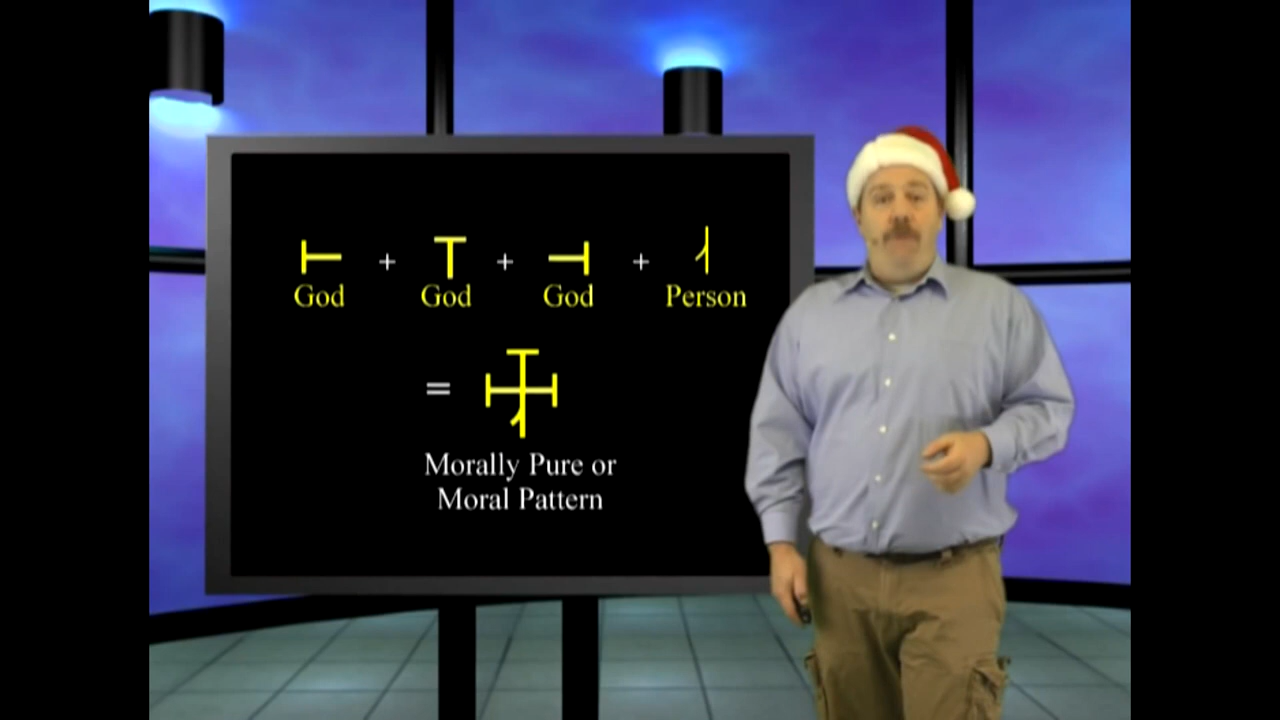 + + +
God God God Person
=
Morally Pure or
Moral Pattern